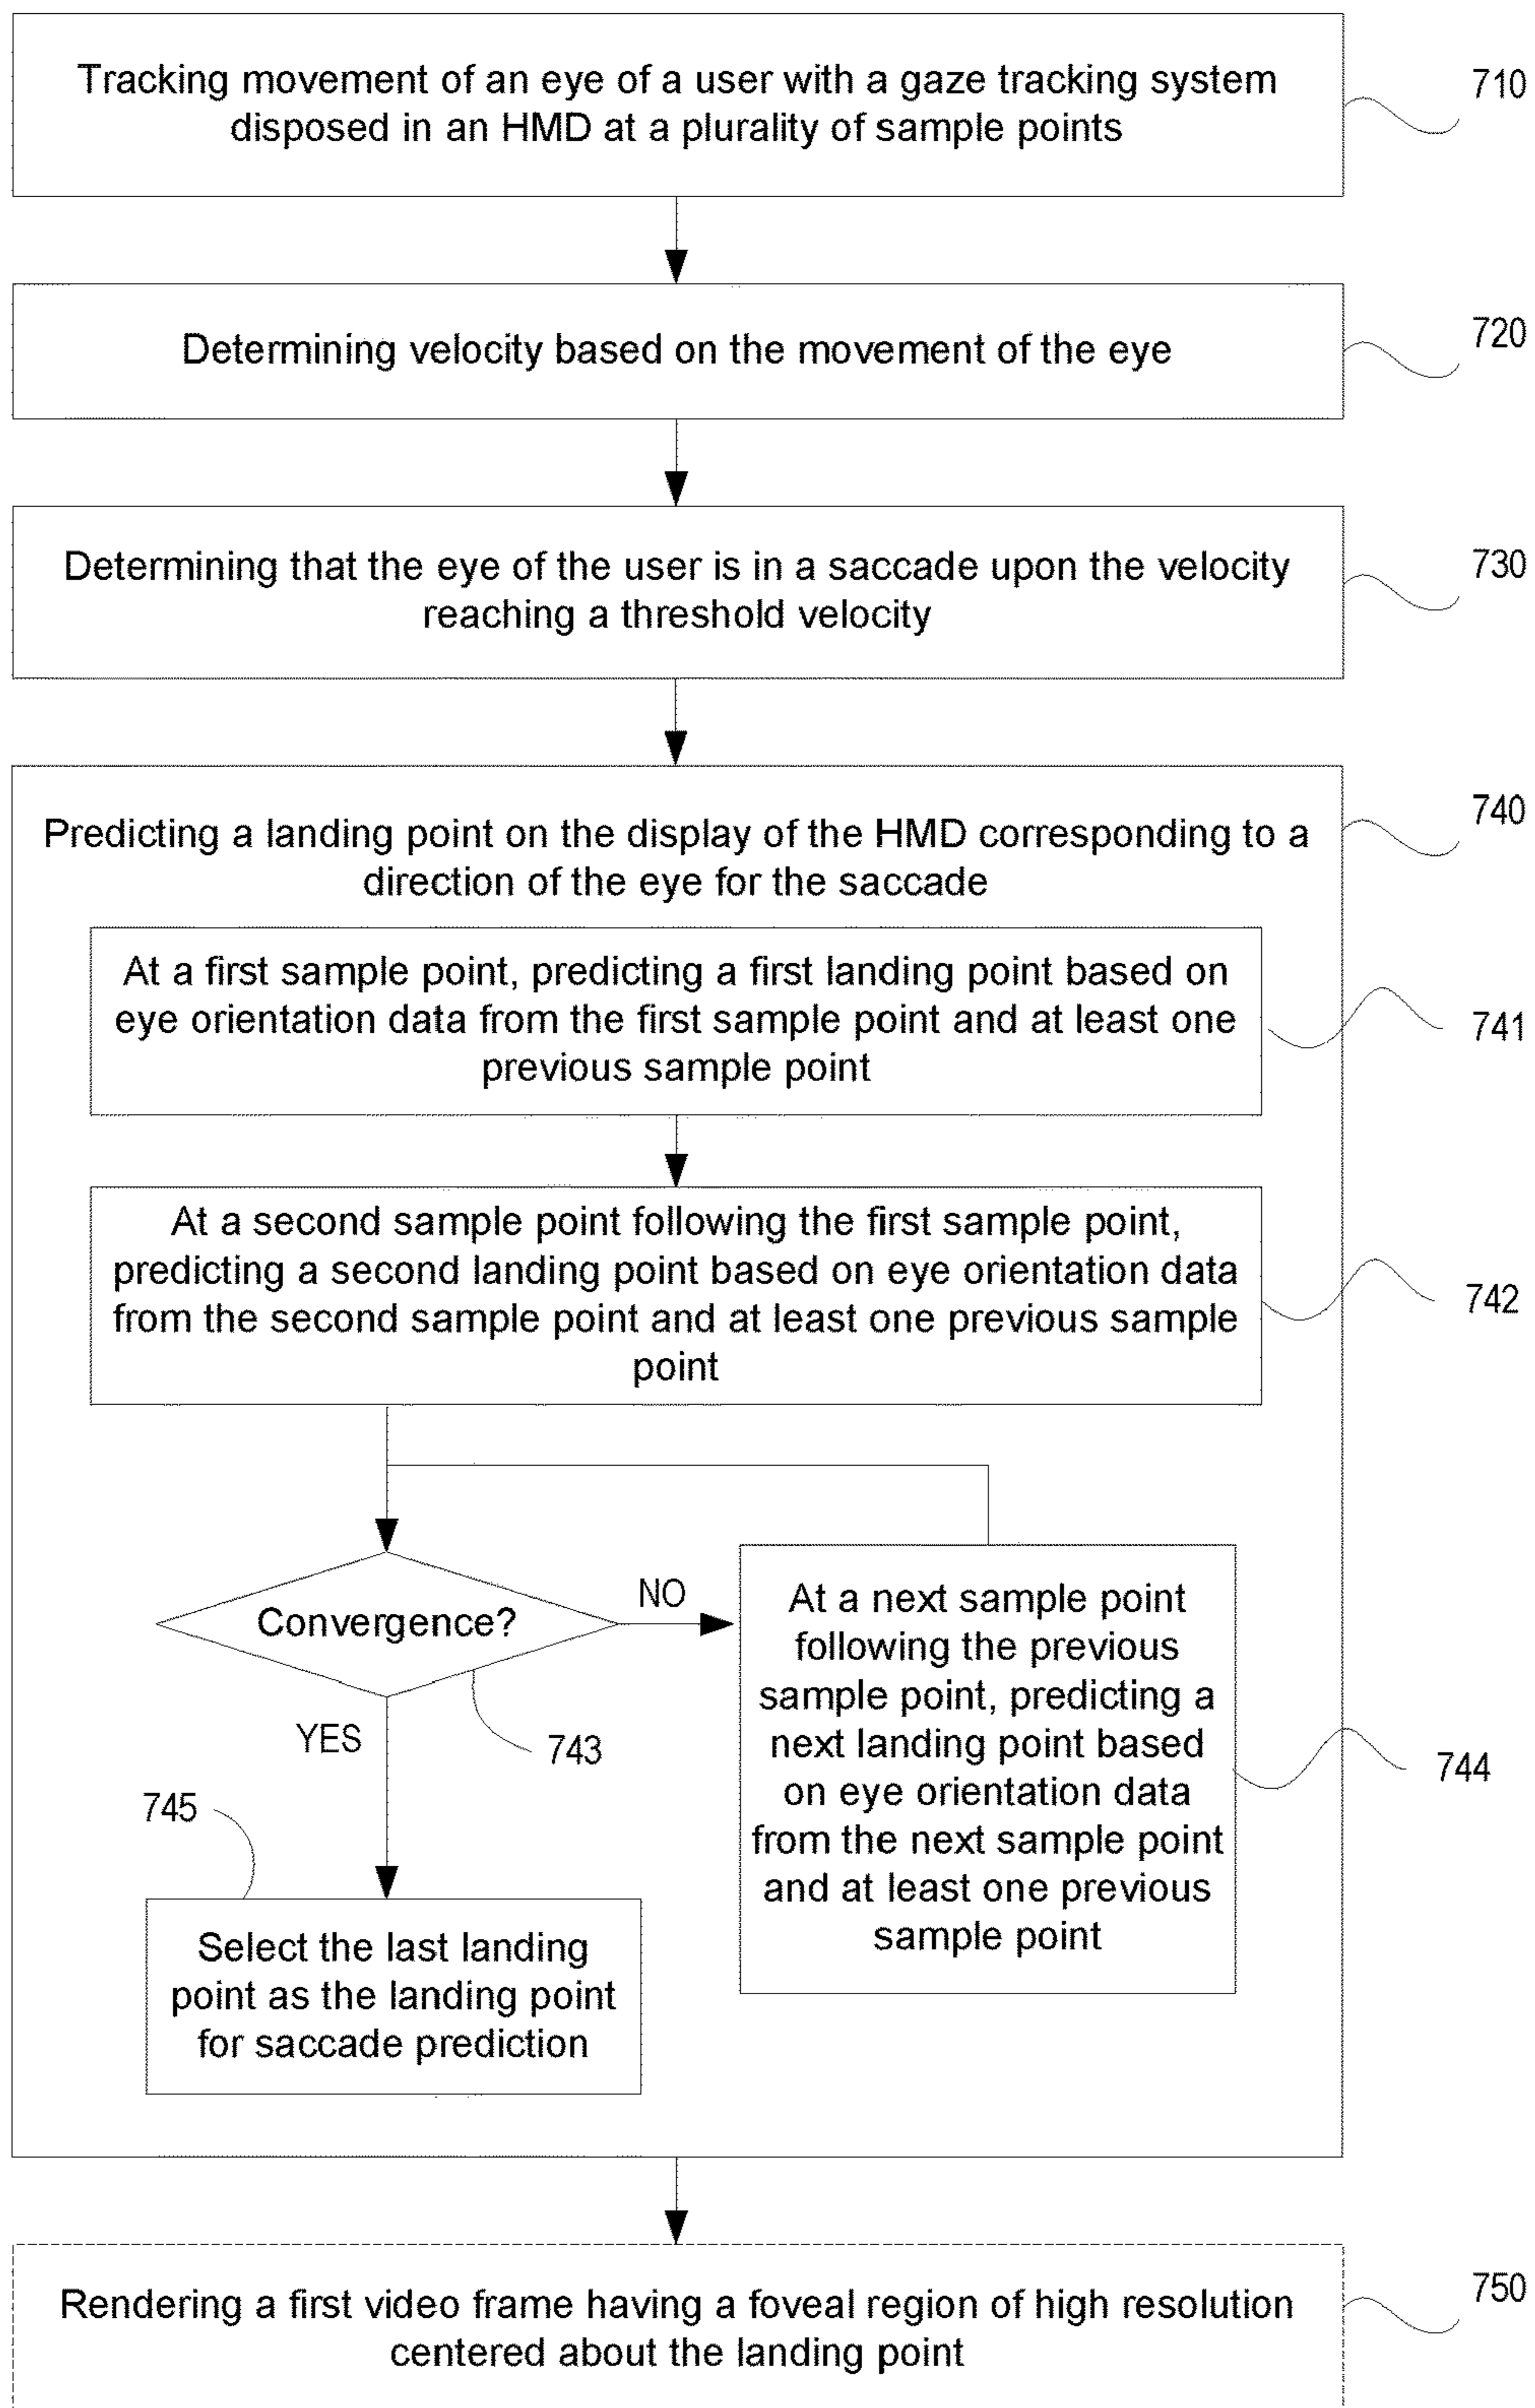 Tracking movement of an eye of a user with a gaze tracking system
disposed in an HMD at a plurality of sample points
710
Determining velocity based on the movement of the eye
720
Determining that the eye of the user is in a saccade upon the velocity
reaching a threshold velocity
730
Predicting a landing point on the display of the HMD corresponding to a
direction of the eye for the saccade
740
At a first sample point, predicting a first landing point based on
eye orientation data from the first sample point and at least one
previous sample point
741
At a second sample point following the first sample point,
predicting a second landing point based on eye orientation data
from the second sample point and at least one previous sample
point
742
Convergence?
NO
YES
743
At a next sample point
following the previous
sample point, predicting a
next landing point based
on eye orientation data
from the next sample point
and at least one previous
sample point
744
745
Select the last landing
point as the landing point
for saccade prediction
Rendering a first video frame having a foveal region of high resolution
centered about the landing point
750